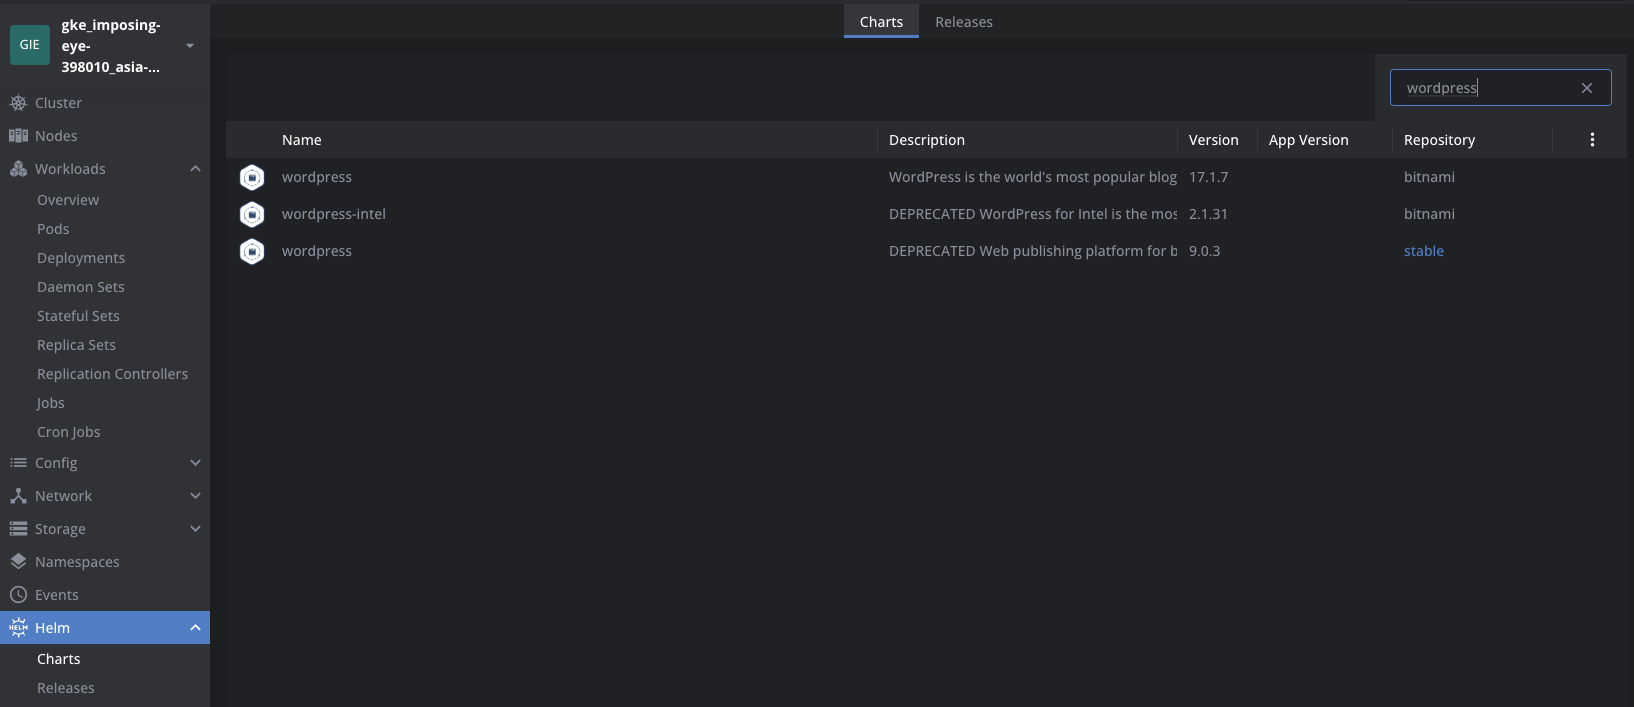 GIE
gke_imposing-
eye-
398010_asia-...
Cluster
Nodes
Workloads
Overview
Pods
Deployments
Daemon Sets
Stateful Sets
Replica Sets
Replication Controllers
Jobs
Cron Jobs
Config
Network
Storage
Namespaces
Events
HELM Helm
Charts
Releases
Charts Releases
wordpress
Name Description Version App Version Repository
wordpress WordPress is the world's most popular blog 17.1.7 bitnami
wordpress-intel DEPRECATED WordPress for Intel is the mos 2.1.31 bitnami
wordpress DEPRECATED Web publishing platform for b 9.0.3 stable